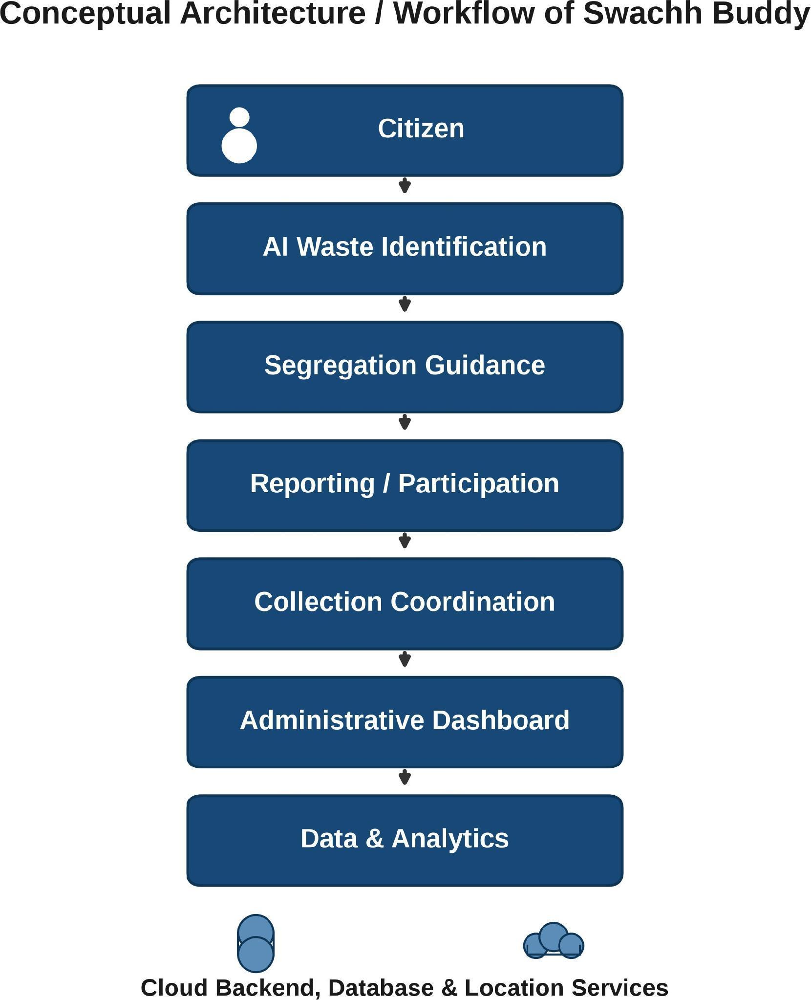 Conceptual Architecture / Workflow of Swachh Buddy
Citizen
AI Waste Identification
Segregation Guidance
Reporting / Participation
Collection Coordination
Administrative Dashboard
Data & Analytics
Cloud Backend, Database & Location Services